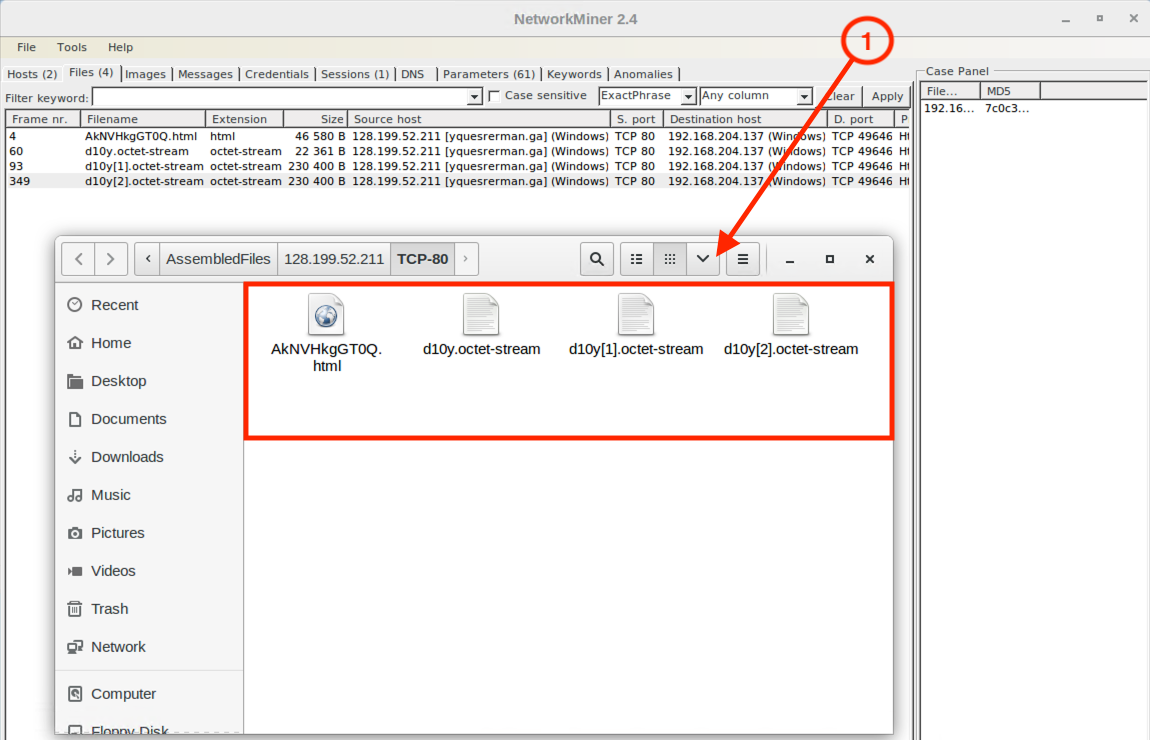 NetworkMiner 2.4
1
File Tools Help
Hosts (2) Files (4) Images Messages Credentials Sessions (1) DNS Parameters (61) Keywords Anomalies
Case Panel
Filter keyword: Case sensitive ExactPhrase Any column Clear Apply
File... MD5
192.16... 7c0c3...
Frame nr. Filename Extension Size Source host S. port Destination host D. port P
4 AkNVHkgGT0Q.html html 46 580 B 128.199.52.211 [yquesrerman.ga] (Windows) TCP 80 192.168.204.137 (Windows) TCP 49646 Ht
60 d10y.octet-stream octet-stream 22 361 B 128.199.52.211 [yquesrerman.ga] (Windows) TCP 80 192.168.204.137 (Windows) TCP 49646 Ht
93 d10y[1].octet-stream octet-stream 230 400 B 128.199.52.211 [yquesrerman.ga] (Windows) TCP 80 192.168.204.137 (Windows) TCP 49646 Ht
349 d10y[2].octet-stream octet-stream 230 400 B 128.199.52.211 [yquesrerman.ga] (Windows) TCP 80 192.168.204.137 (Windows) TCP 49646 Ht
AssembledFiles 128.199.52.211 TCP-80
Recent
Home
Desktop
Documents
Downloads
Music
Pictures
Videos
Trash
Network
Computer
Floppy Disk
AkNVHkgGT0Q.
html
d10y.octet-stream
d10y[1].octet-stream
d10y[2].octet-stream